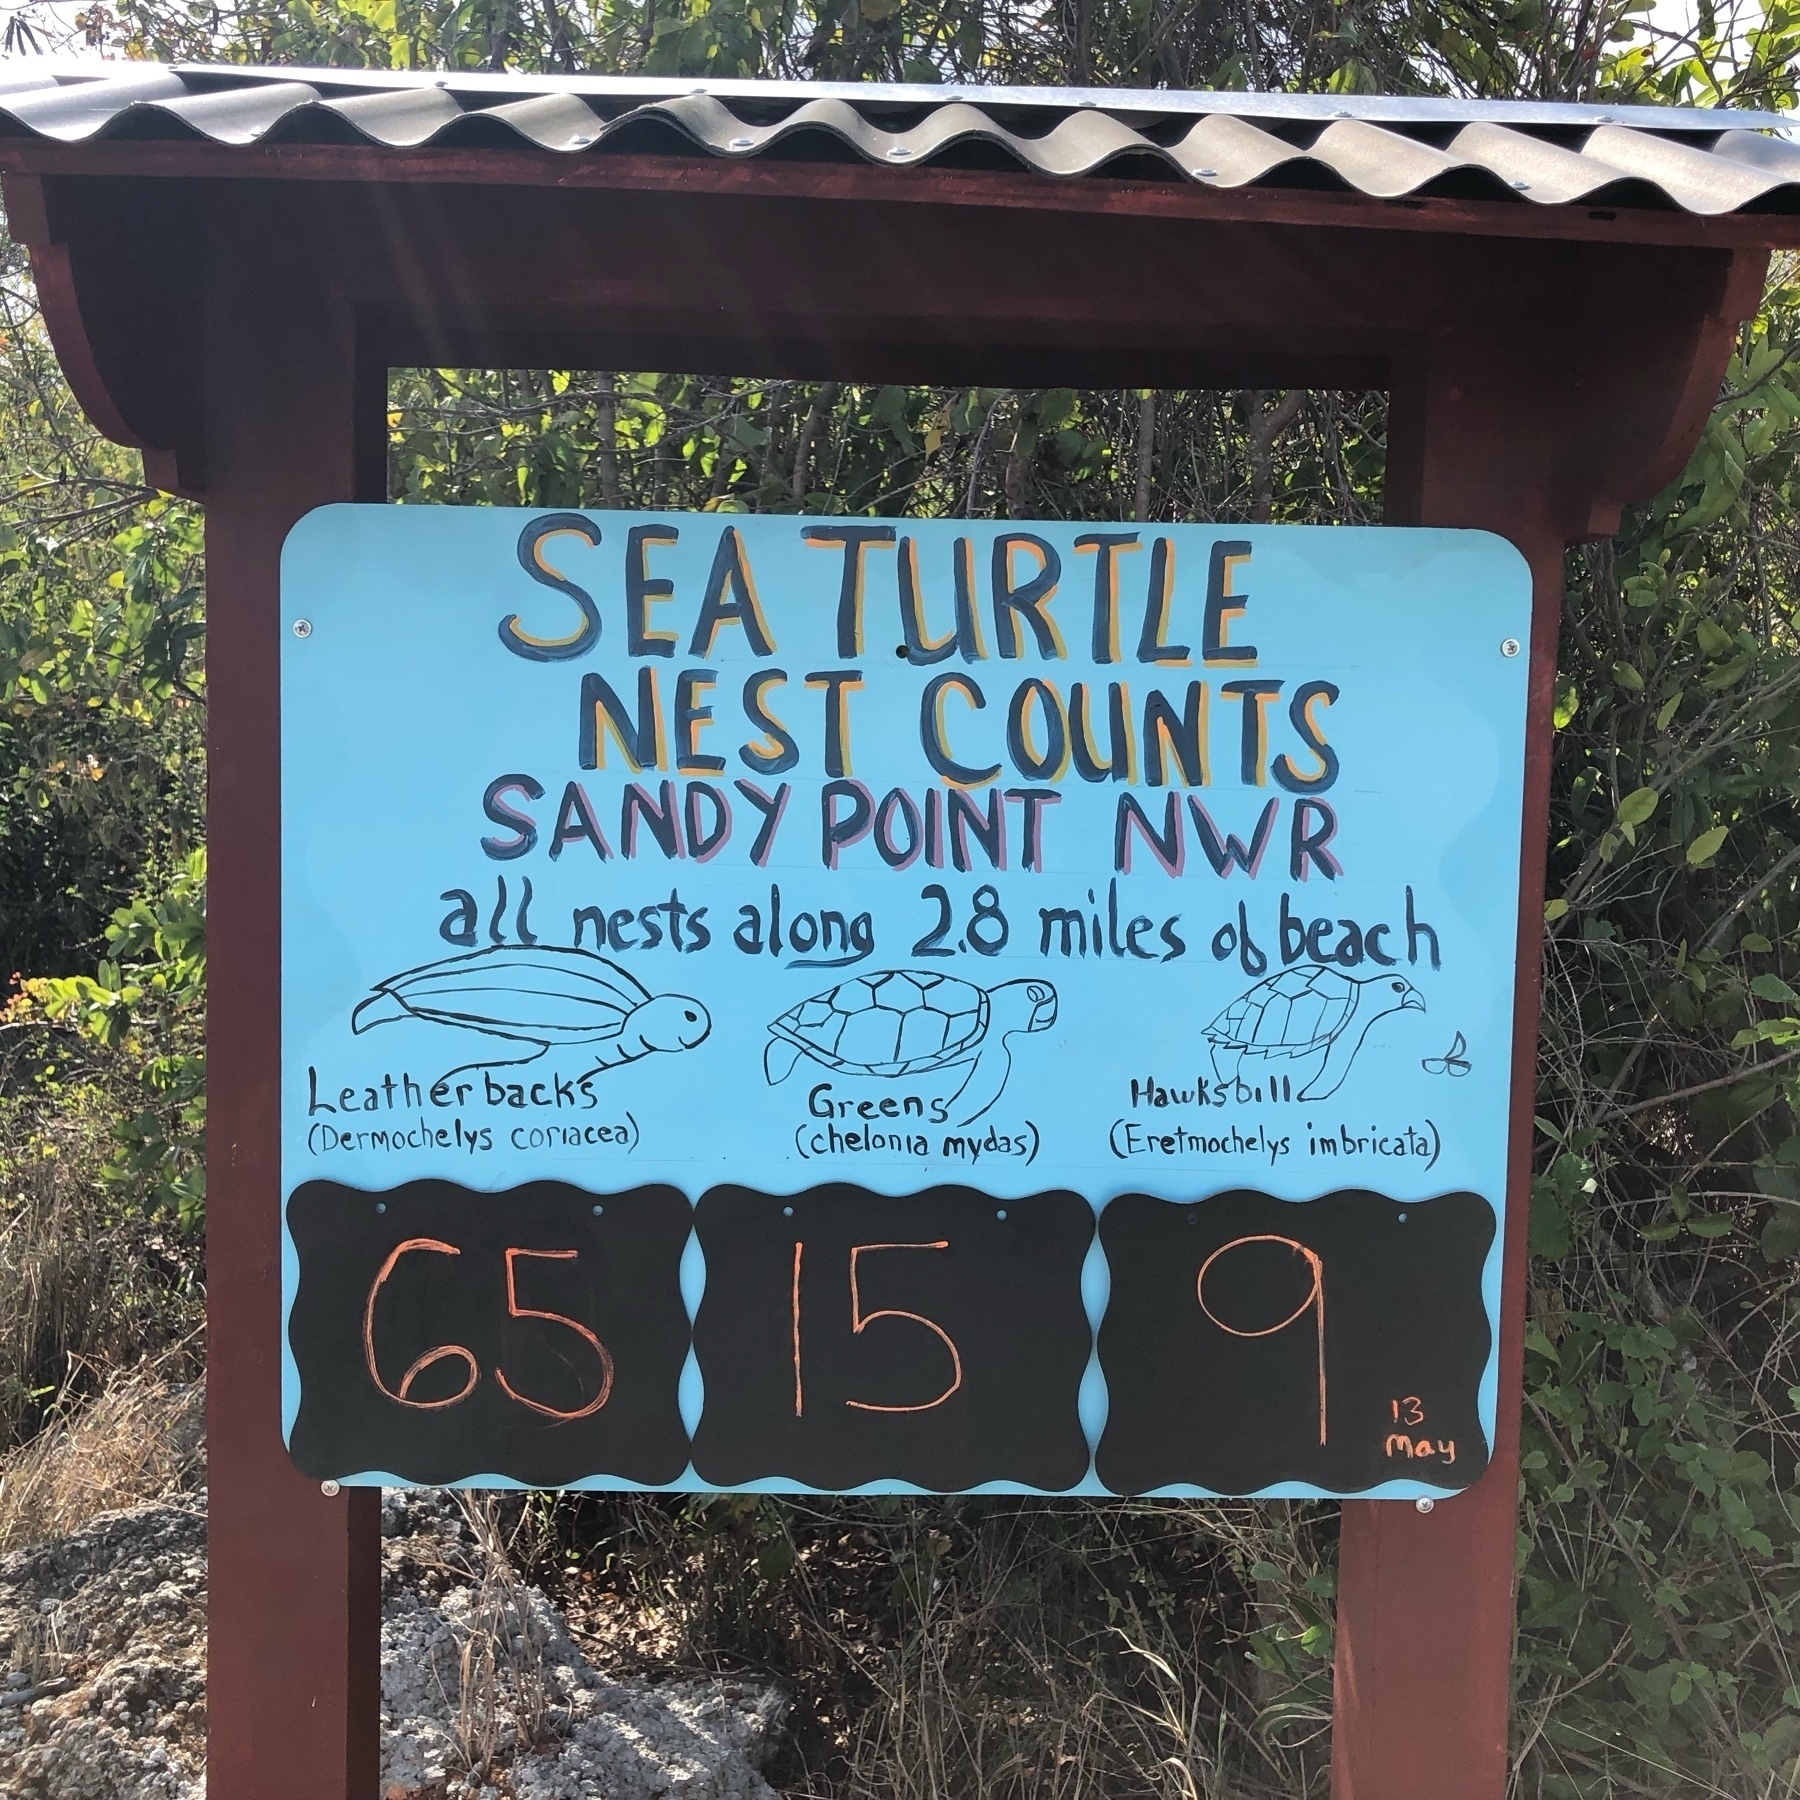 SEA TURTLE
NEST COUNTS
SANDY POINT NWR
all nests along 2.8 miles of beach
Leatherbacks
(Dermochelys coriacea)
Greens
(chelonia mydas)
Hawksbill
(Eretmochelys imbricata)
65
15
9
13
May